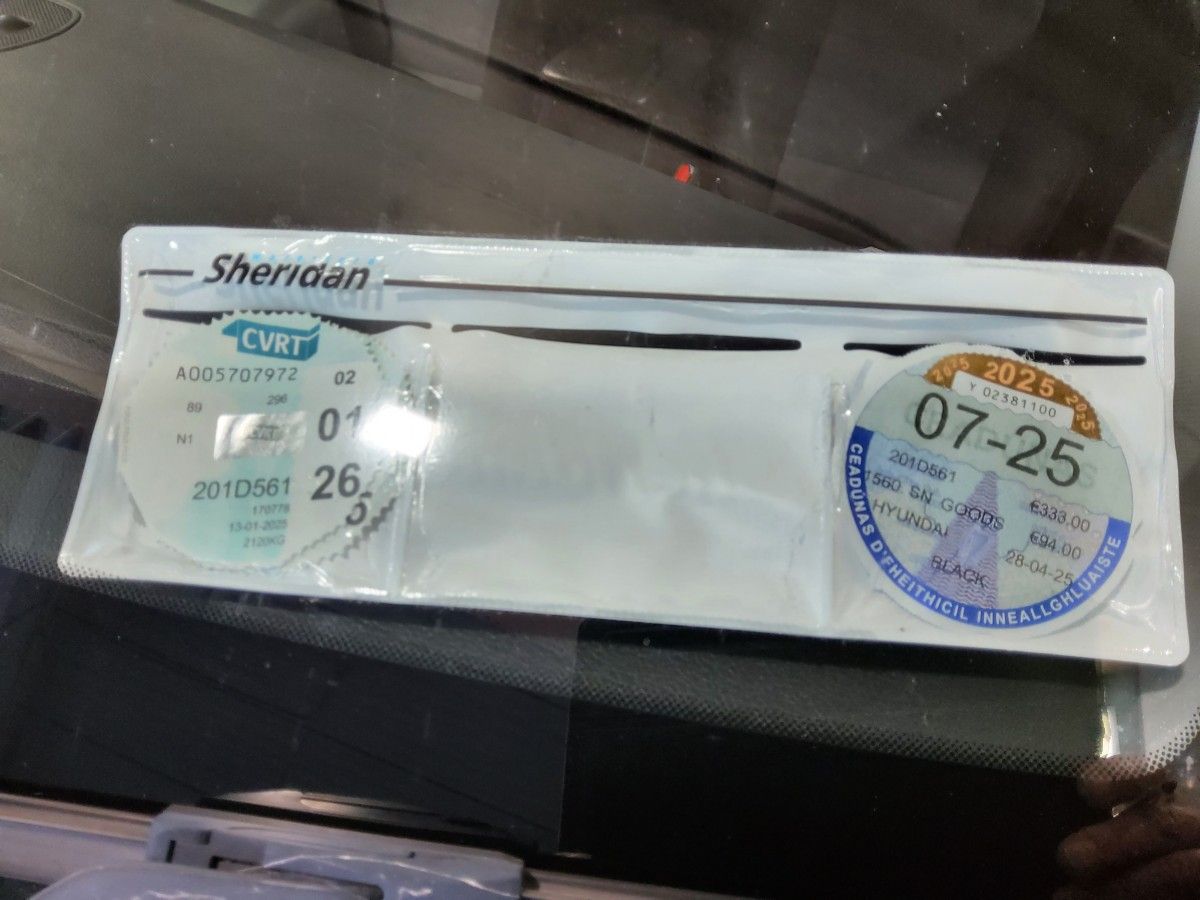 Sheridan
CVRT
A005707972 02
89 296 01
N1
201D561 26
170778
13-01-2025
2120KG
2025 2025 2025
Y 02381100
07-25
201D561
€333.00
1560 SN GOODS
€94.00
HYUNDAI
28-04-25
BLACK
CEADÚNAS D'FHEITHICIL INNEALLGHLUAISTE